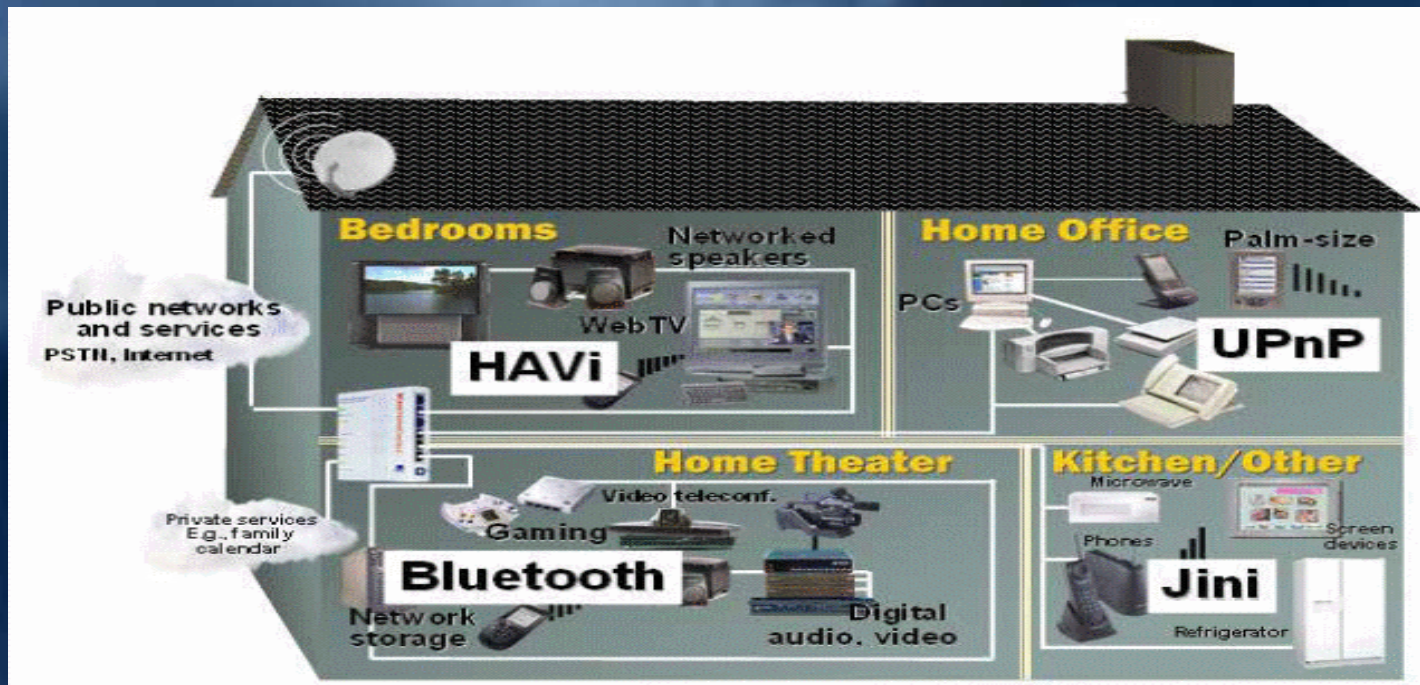 Bedrooms
Networked
speakers
WebTV
HAVi
Home Office
Palm-size
PCs
UPnP
Public networks
and services
PSTN, Internet
Private services
E.g., family
calendar
Home Theater
Video teleconf.
Gaming
Bluetooth
Network
storage
Digital
audio, video
Kitchen/Other
Microwave
Phones
Screen
devices
Jini
Refrigerator